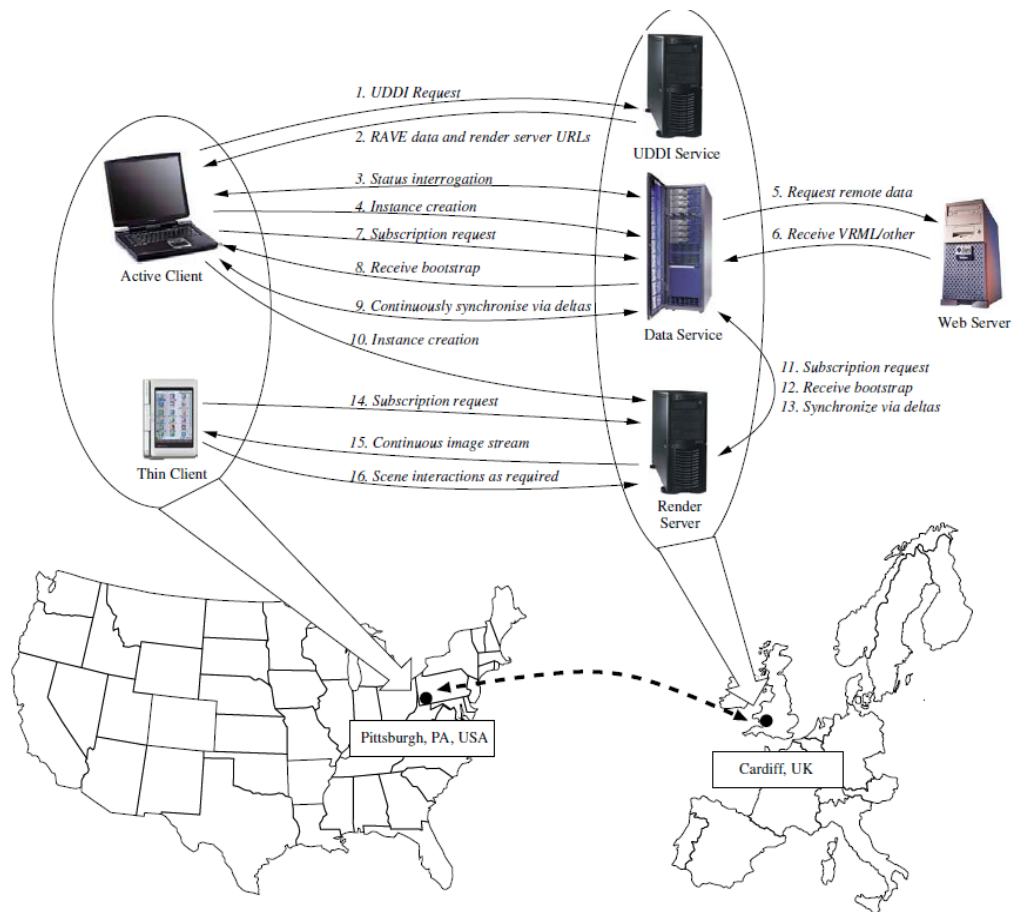 1. UDDI Request
2. RAVE data and render server URLs
UDDI Service
3. Status interrogation
4. Instance creation
5. Request remote data
7. Subscription request
6. Receive VRML/other
8. Receive bootstrap
Active Client
9. Continuously synchronise via deltas
Data Service
Web Server
10. Instance creation
11. Subscription request
12. Receive bootstrap
13. Synchronize via deltas
14. Subscription request
15. Continuous image stream
Thin Client
16. Scene interactions as required
Render
Server
Pittsburgh, PA, USA
Cardiff, UK